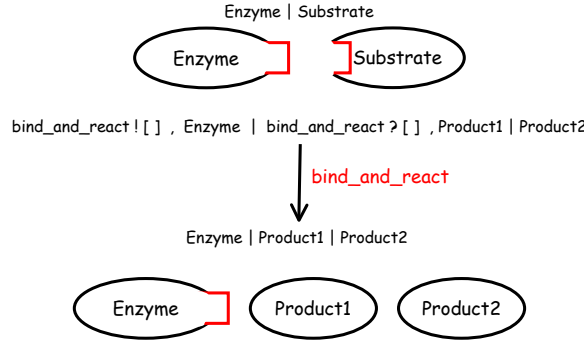 Enzyme | Substrate
Enzyme Substrate
bind_and_react ! [ ] , Enzyme | bind_and_react ? [ ] , Product1 | Product2
bind_and_react
Enzyme | Product1 | Product2
Enzyme Product1 Product2